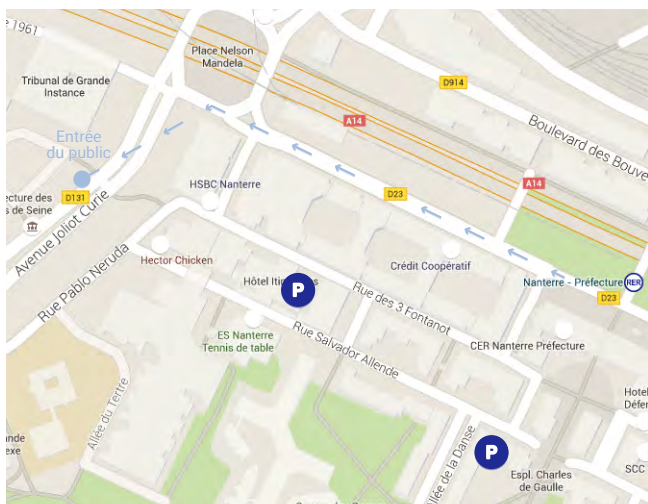 1961
Place Nelson
Mandela
Tribunal de Grande
Instance
D914
A14
Boulevard des Bouve
Entrée
du public
D131
HSBC Nanterre
D23
A14
ecture des
s de Seine
Avenue Joliot Curie
Rue Pablo Neruda
Hector Chicken
Crédit Coopératif
Nanterre - Préfecture
RER
D23
Hôtel Iti
P
Rue des 3 Fontanot
ES Nanterre
Tennis de table
Rue Salvador Allende
CER Nanterre Préfecture
Allée du Tertre
Hotel
Défen
ande
exe
llée de la Danse
P
Espl. Charles
de Gaulle
SCC